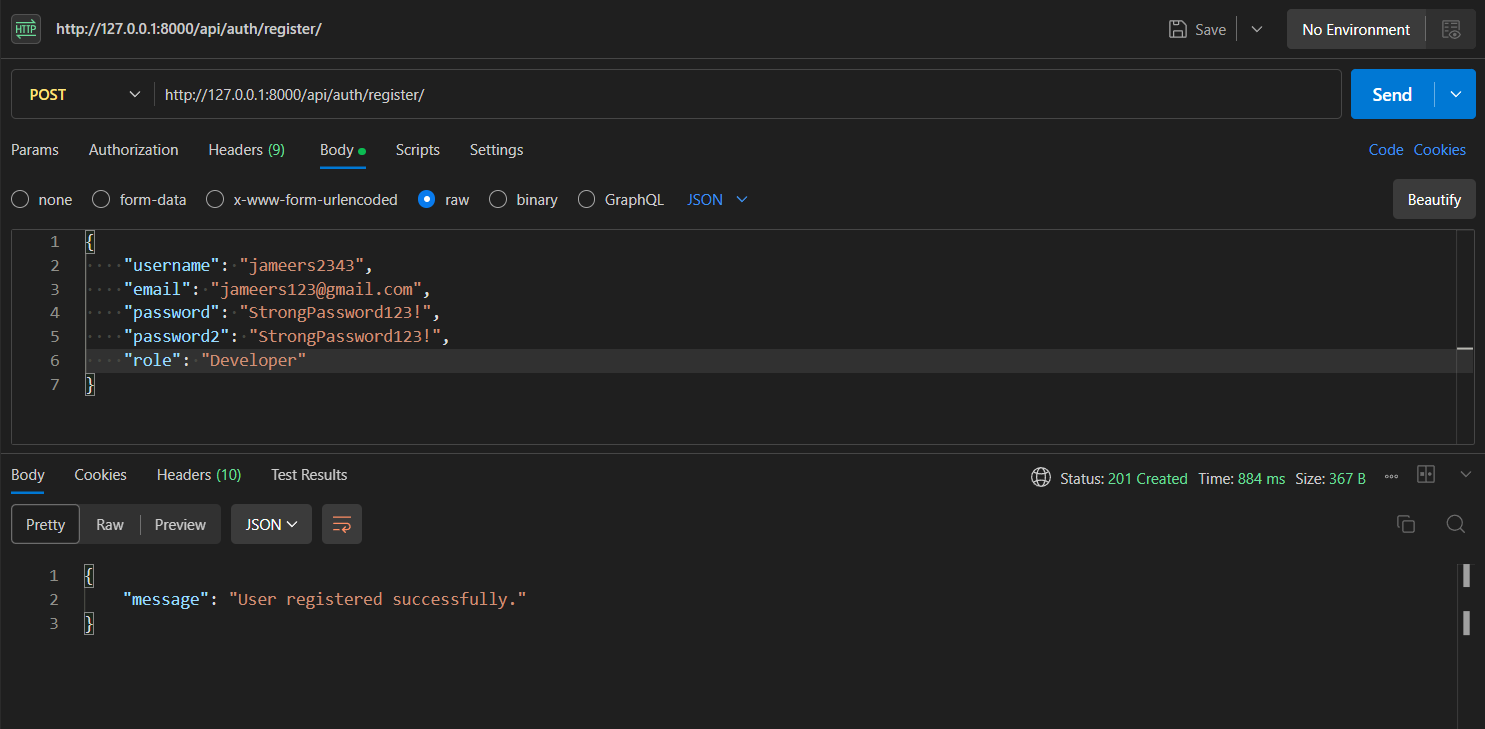 HTTP http://127.0.0.1:8000/api/auth/register/ Save No Environment
POST http://127.0.0.1:8000/api/auth/register/ Send
Params Authorization Headers (9) Body Scripts Settings Code Cookies
none form-data x-www-form-urlencoded raw binary GraphQL JSON Beautify
1 {
2 ····"username":·"jameers2343",
3 ····"email":·"jameers123@gmail.com",
4 ····"password":·"StrongPassword123!",
5 ····"password2":·"StrongPassword123!",
6 ····"role":·"Developer"
7 }
Body Cookies Headers (10) Test Results Status: 201 Created Time: 884 ms Size: 367 B
Pretty Raw Preview JSON
1 {
2 "message": "User registered successfully."
3 }